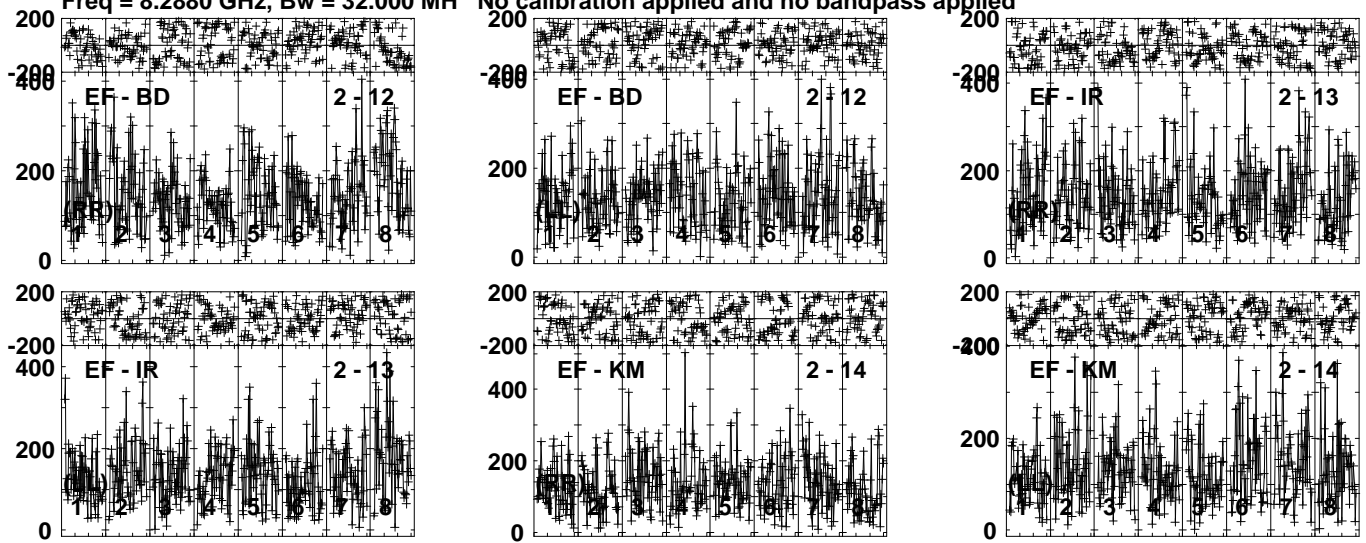 Freq = 8.2880 GHz, Bw = 32.000 MH No calibration applied and no bandpass applied
200 200 200
-200 -200 -200
400 400 400
EF - BD 2 - 12 EF - BD 2 - 12 EF - IR 2 - 13
200 200 200
(RR) (LL) (RR)
1 2 3 4 5 6 7 8 1 2 3 4 5 6 7 8 1 2 3 4 5 6 7 8
0 0 0
200 200 200
-200 -200 -200
400 400 400
EF - IR 2 - 13 EF - KM 2 - 14 EF - KM 2 - 14
200 200 200
(LL) (RR) (LL)
1 2 3 4 5 6 7 8 1 2 3 4 5 6 7 8 1 2 3 4 5 6 7 8
0 0 0